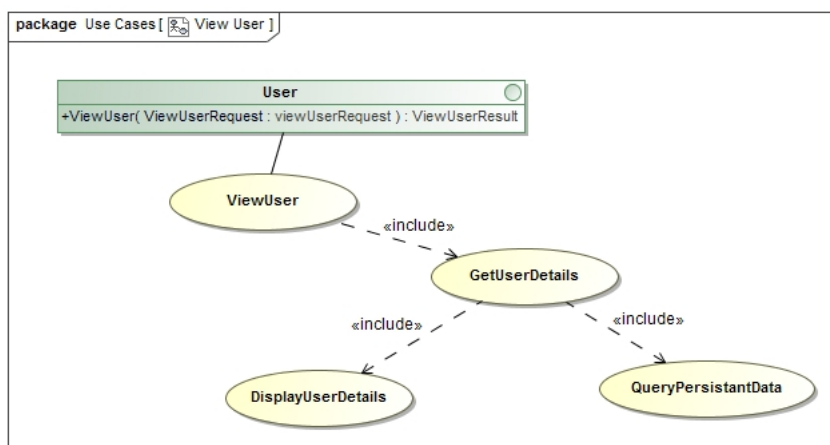 package Use Cases [ View User ]
User
+ViewUser( ViewUserRequest : viewUserRequest ) : ViewUserResult
ViewUser
«include»
GetUserDetails
«include»
«include»
DisplayUserDetails
QueryPersistantData